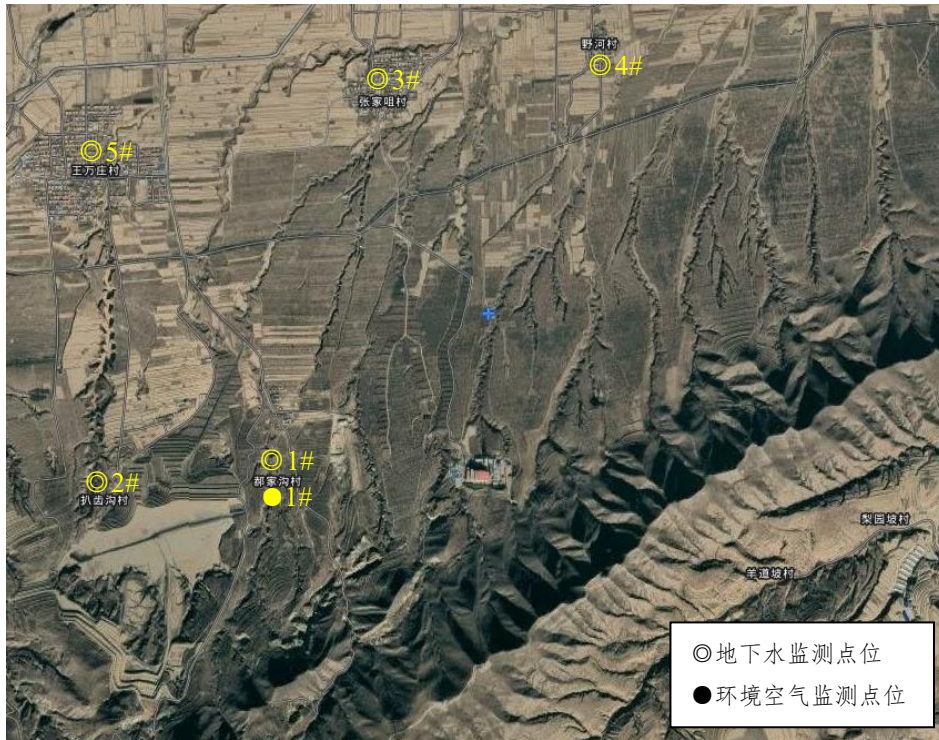 野河村
◎4#
◎3#
张家咀村
◎5#
王万庄村
◎1#
郝家沟村
●1#
◎2#
扒齿沟村
梨园坡村
羊道坡村
◎地下水监测点位
●环境空气监测点位